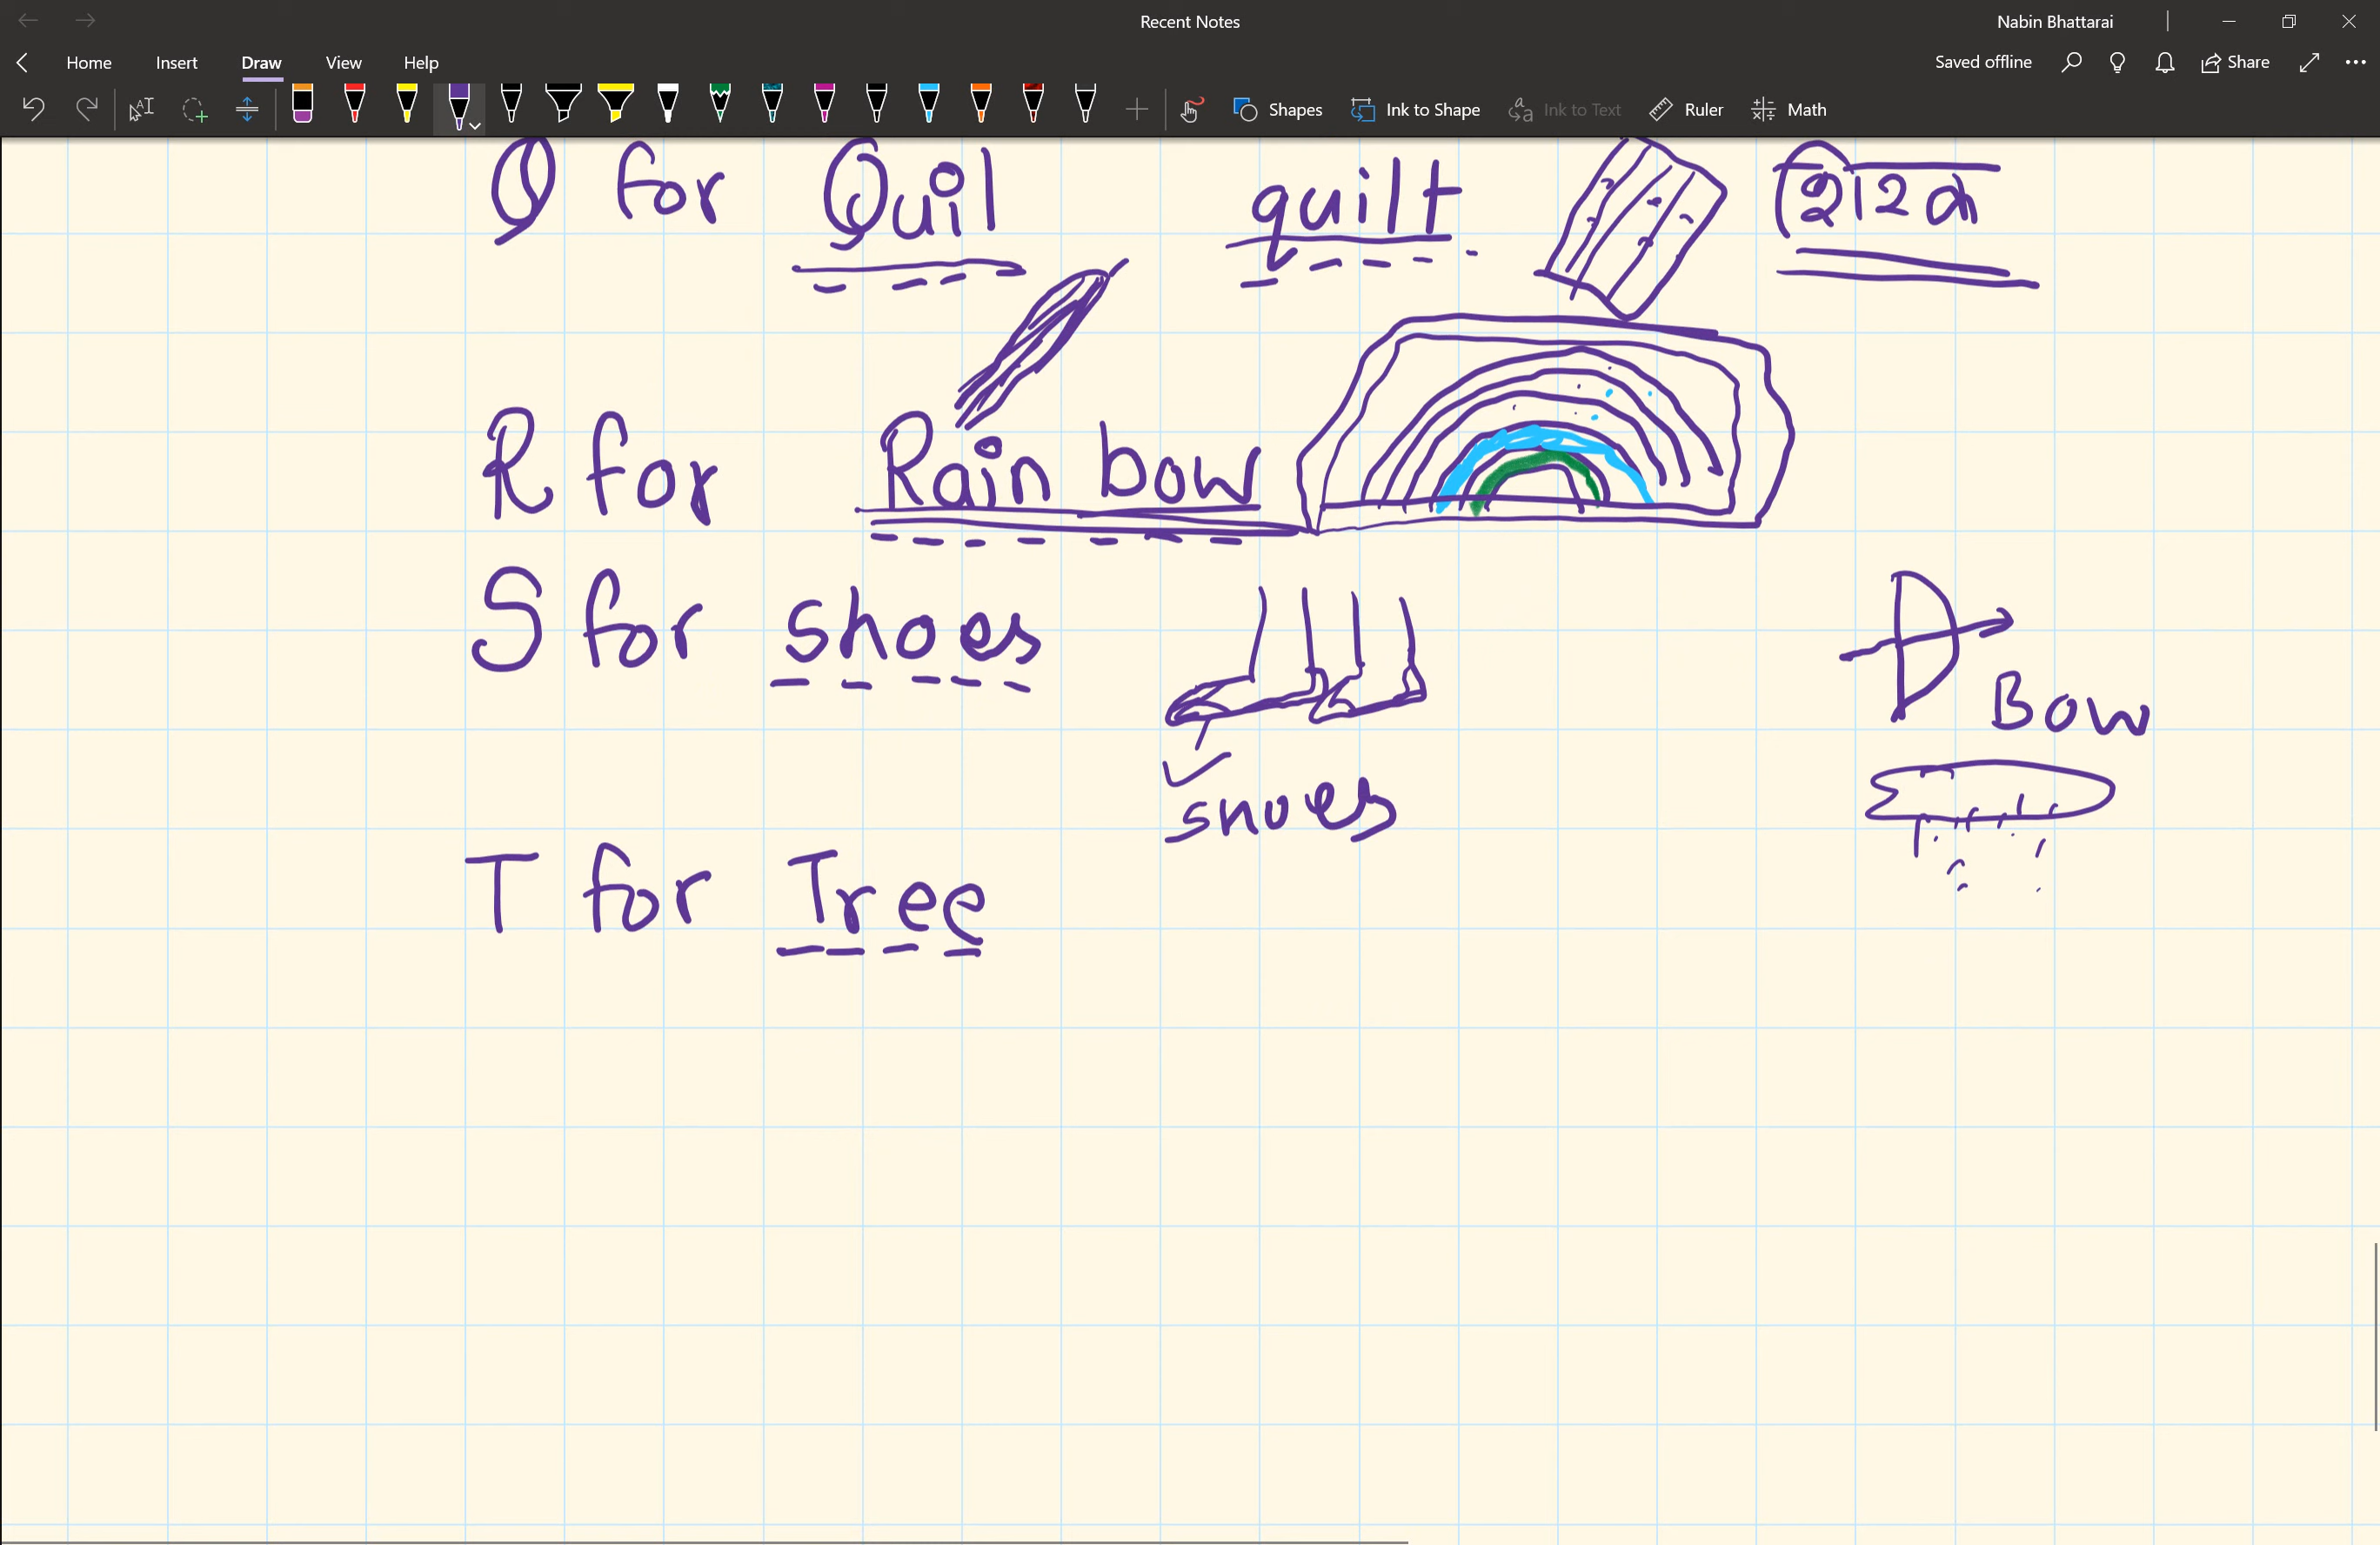 Recent Notes
Nabin Bhattarai
Home Insert Draw View Help
Saved offline
Share
Shapes
Ink to Shape
Ink to Text
Ruler
Math
Q for Quil quilt
R for Rain bow
S for shoes
Bow
shoes
T for Tree